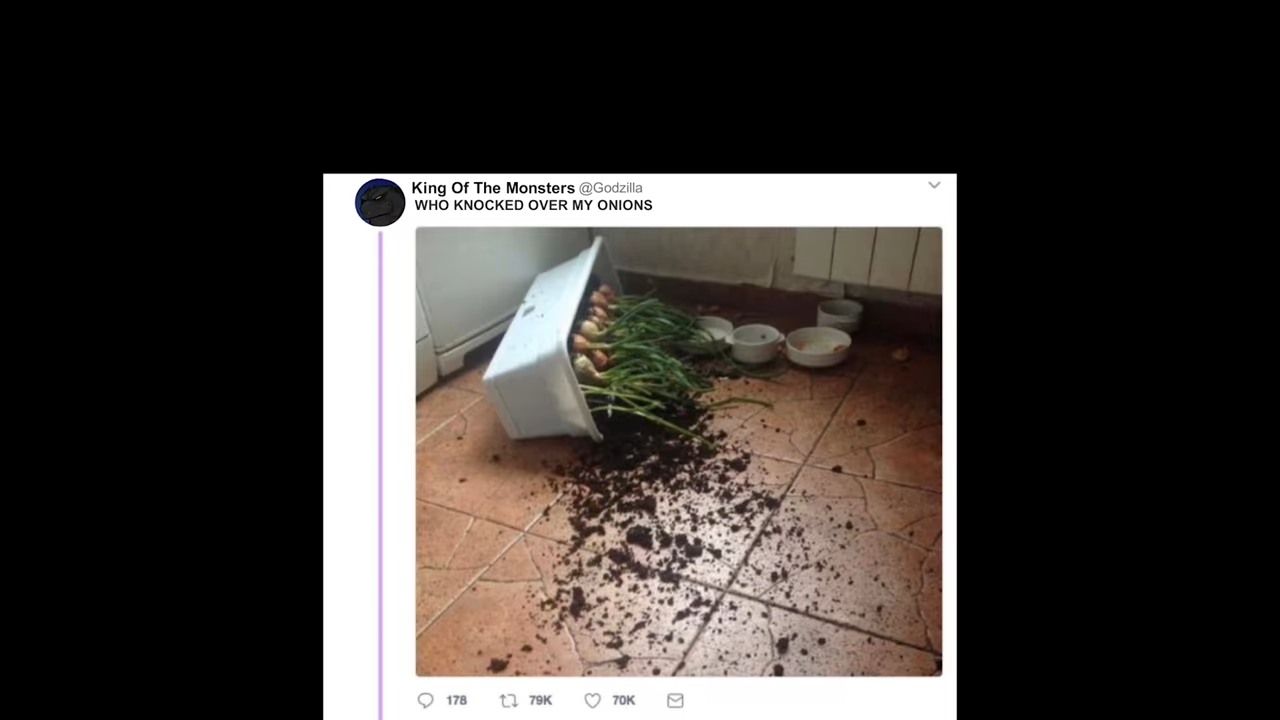 King Of The Monsters @Godzilla
WHO KNOCKED OVER MY ONIONS
178 79K 70K